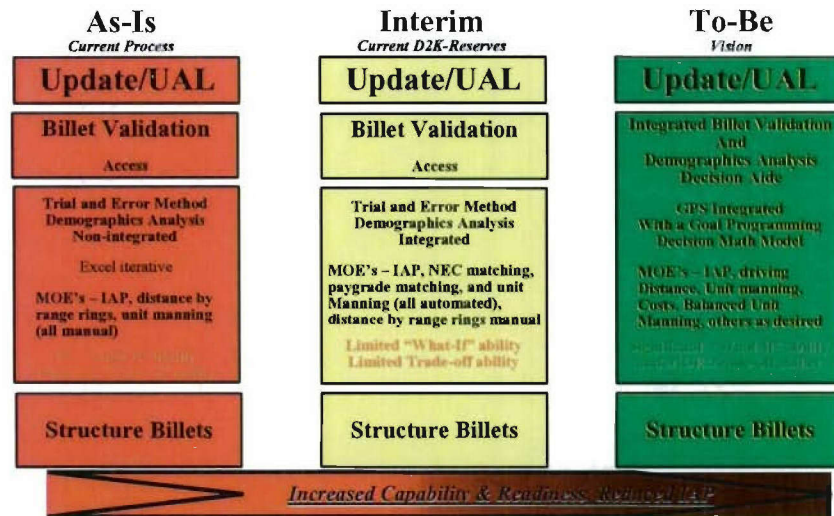 As-Is
Current Process
Update/UAL
Billet Validation
Access
Trial and Error Method
Demographics Analysis
Non-integrated
Excel iterative
MOE's – IAP, distance by
range rings, unit manning
(all manual)
Structure Billets
Interim
Current D2K-Reserves
Update/UAL
Billet Validation
Access
Trial and Error Method
Demographics Analysis
Integrated
MOE's – IAP, NEC matching,
paygrade matching, and unit
Manning (all automated),
distance by range rings manual
Limited "What-If" ability
Limited Trade-off ability
Structure Billets
To-Be
Vision
Update/UAL
Integrated Billet Validation
And
Demographics Analysis
Decision Aide
GPS Integrated
With a Goal Programming
Decision Math Model
MOE's – IAP, driving
Distance, Unit manning,
Costs, Balanced Unit
Manning, others as desired
Structure Billets
Increased Capability & Readiness, Reduced IAP